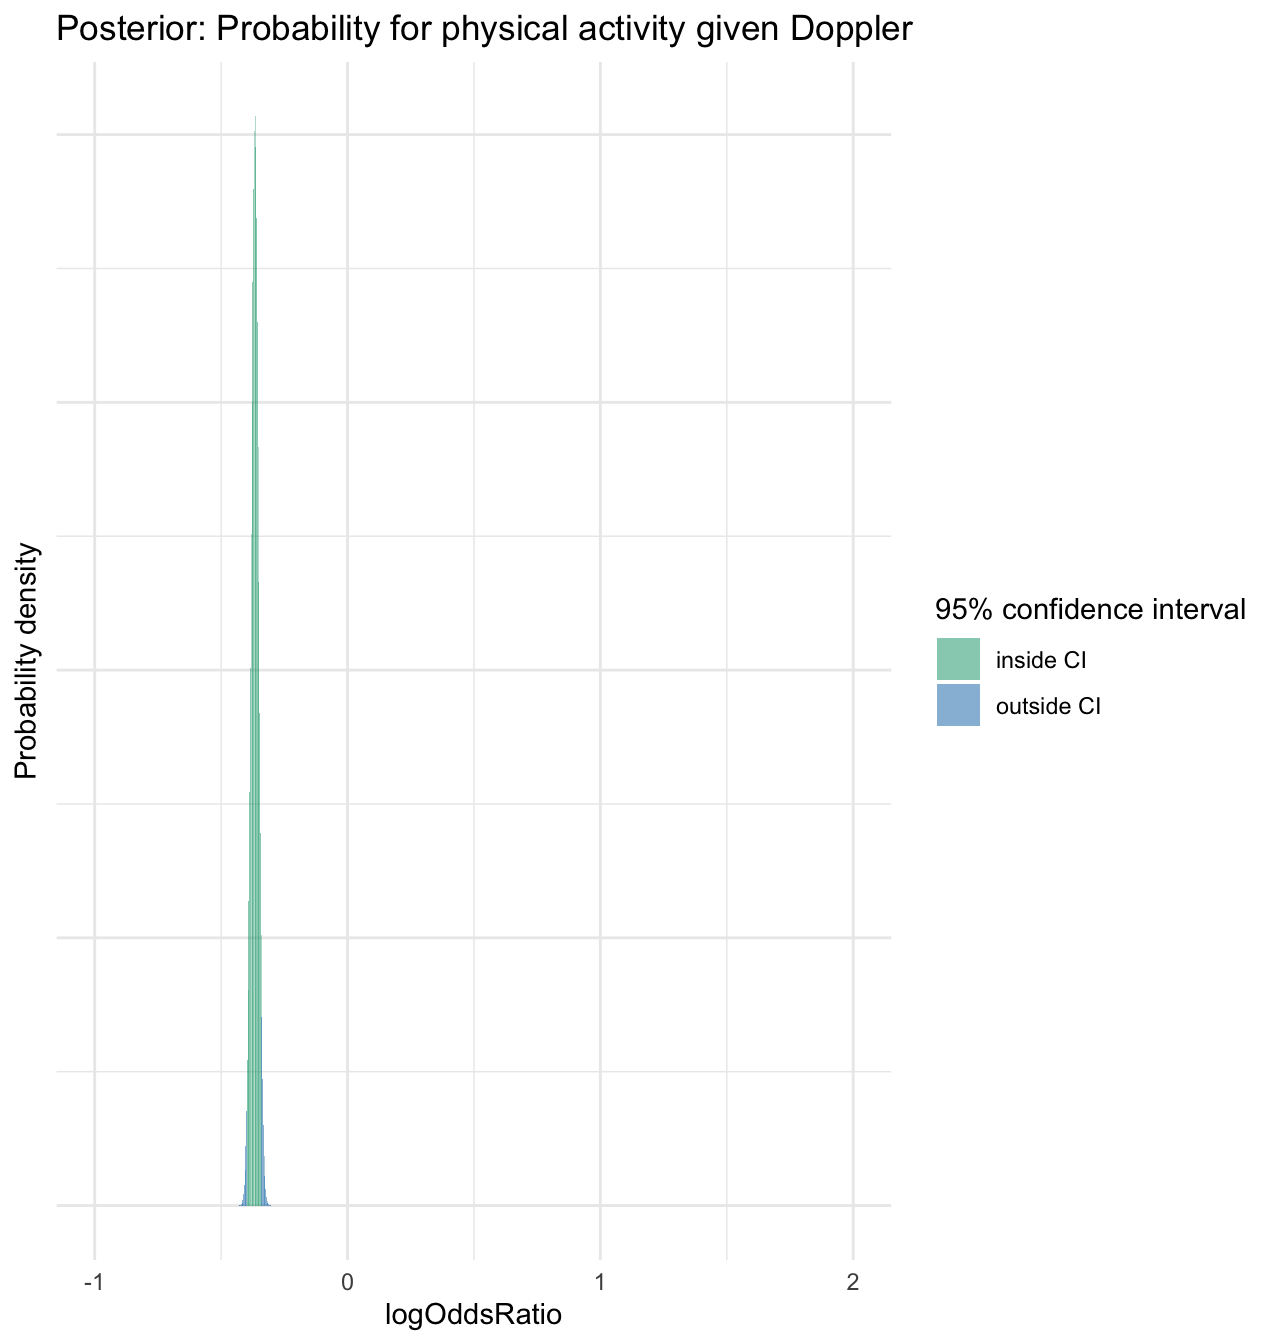 Posterior: Probability for physical activity given Doppler
Probability density
95% confidence interval
inside CI
outside CI
-1 0 1 2
logOddsRatio